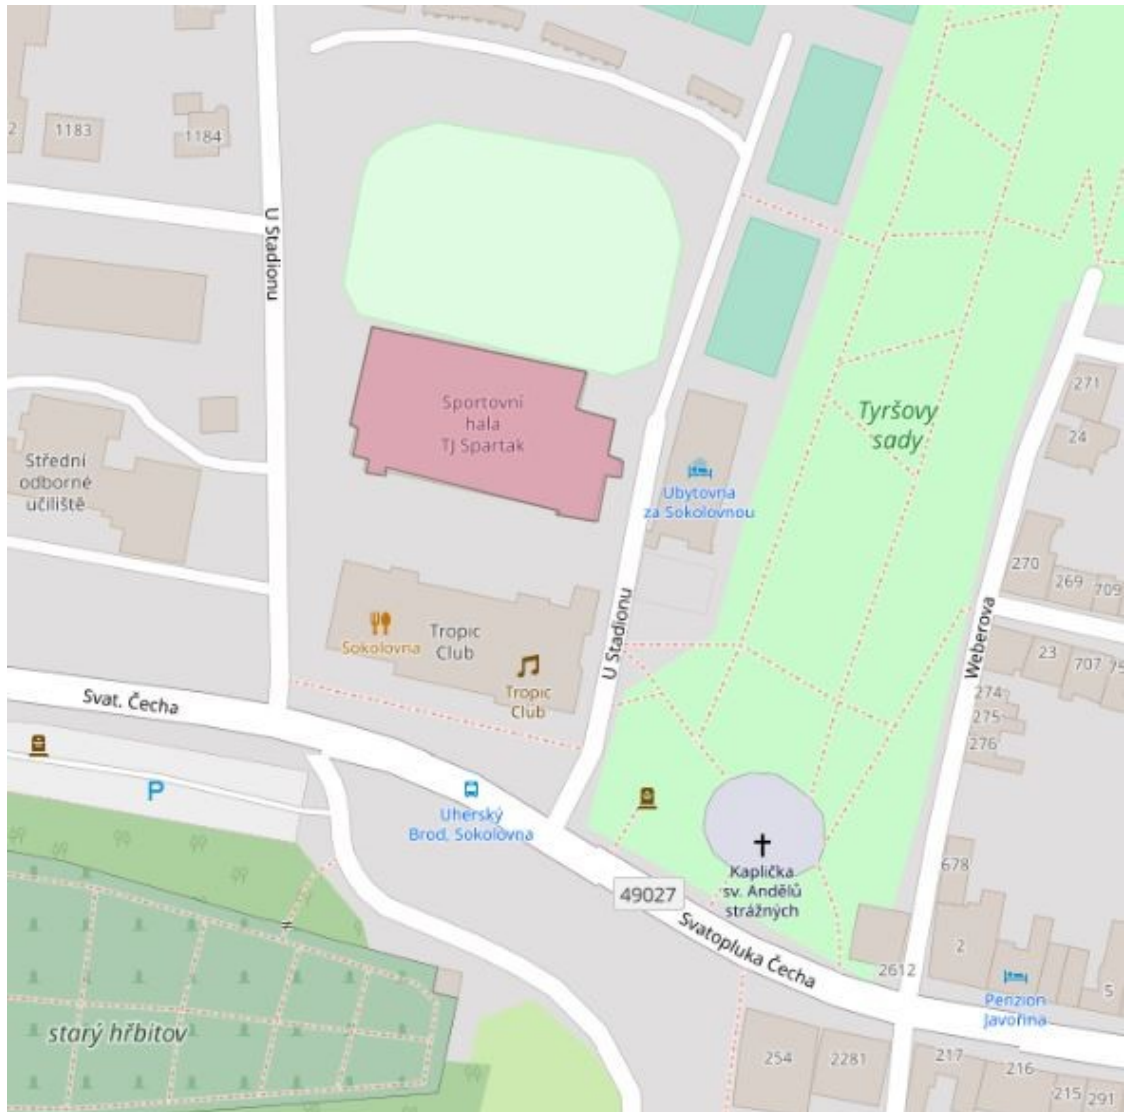 1183
1184
2
U Stadionu
Sportovní
hala
TJ Spartak
Tyršovy
sady
271
24
Střední
odborné
učiliště
Ubytovna
za Sokolovnou
270
269
709
Sokolovna
Tropic
Club
Tropic
Club
U Stadionu
Weberova
23
707
274
275
276
Svat. Čecha
P
Uherský
Brod, Sokolovna
Kaplička
sv. Andělů
strážných
678
49027
Svatopluka Čecha
2
2612
5
Penzion
Javořina
starý hřbitov
254
2281
217
216
215
291